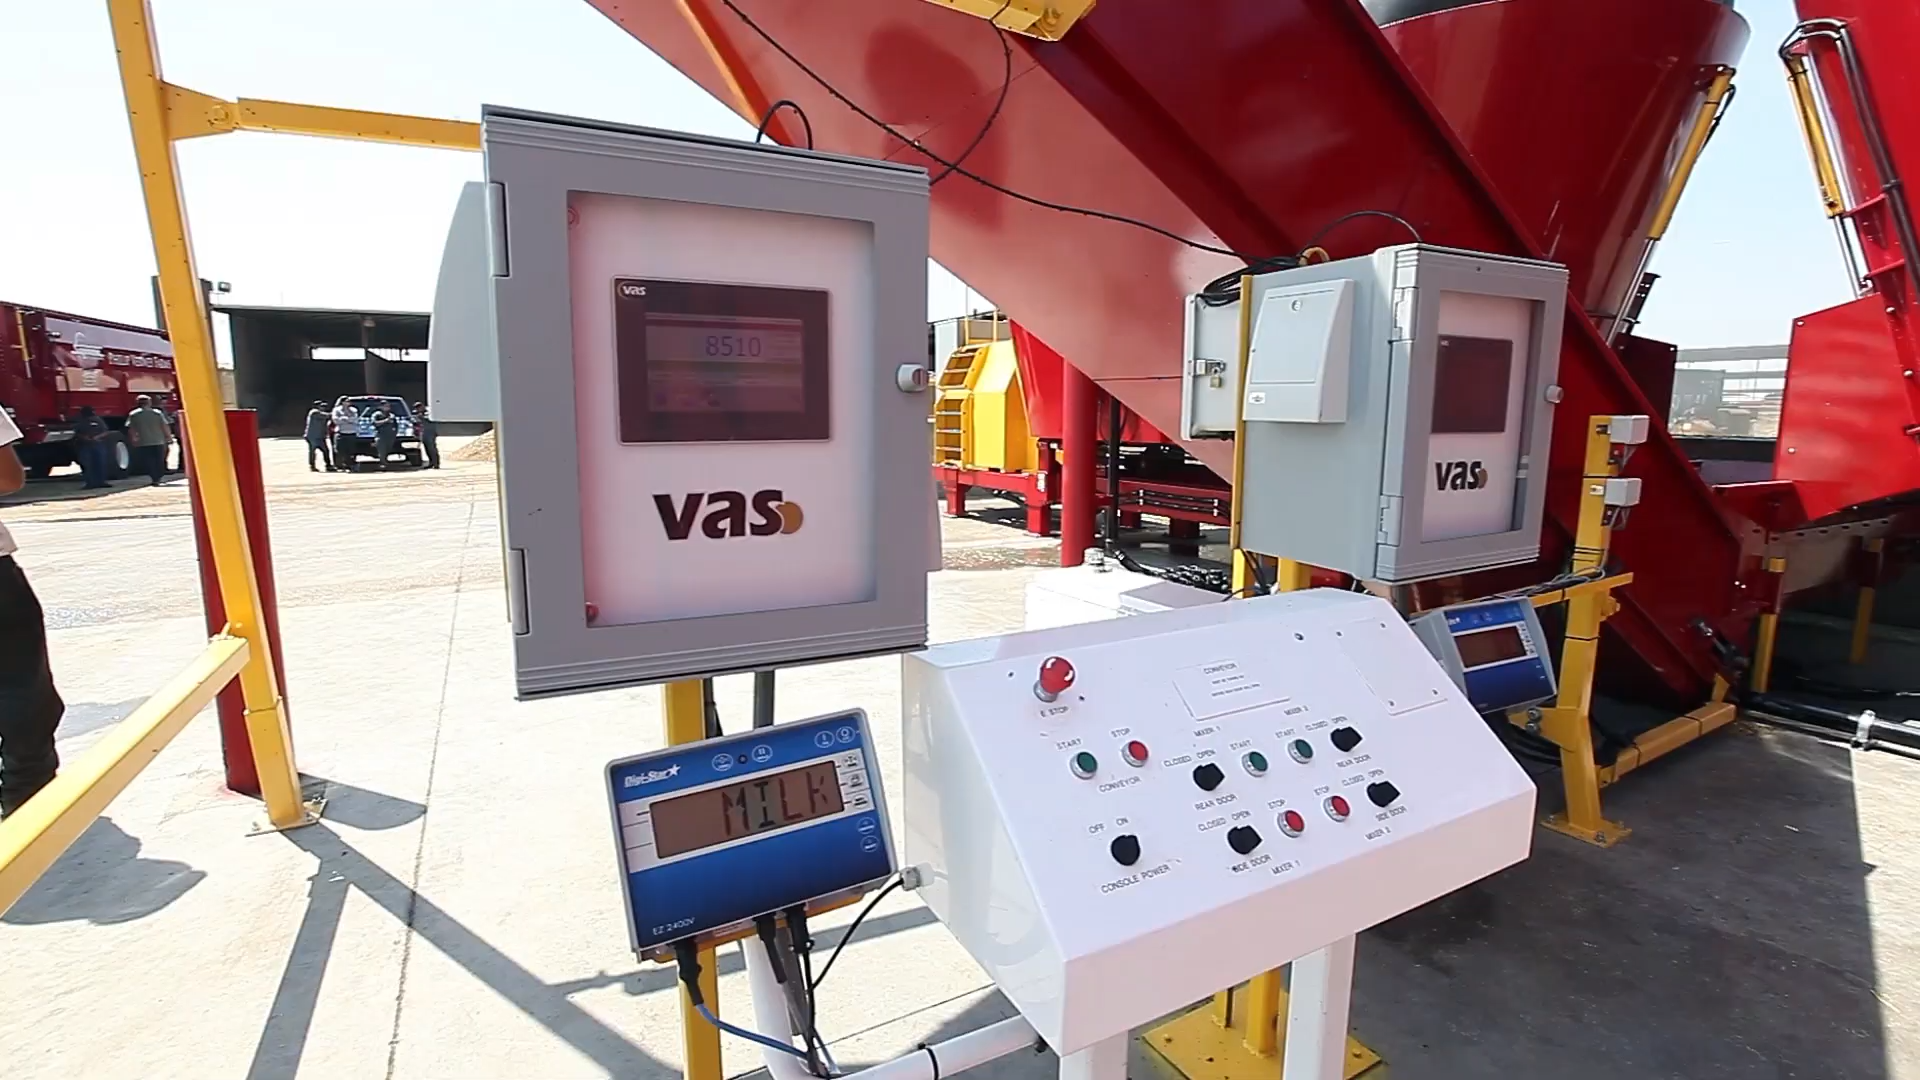 vas
8510
vas
vas
Digi-Star
MILK
EZ 2400V
E STOP
CONVEYOR
START
STOP
CONVEYOR
OFF
ON
CONSOLE POWER
MIXER 1
CLOSED
OPEN
REAR DOOR
START
CLOSED
OPEN
SIDE DOOR
STOP
MIXER 1
MIXER 2
START
CLOSED
OPEN
REAR DOOR
STOP
CLOSED
OPEN
SIDE DOOR
MIXER 2